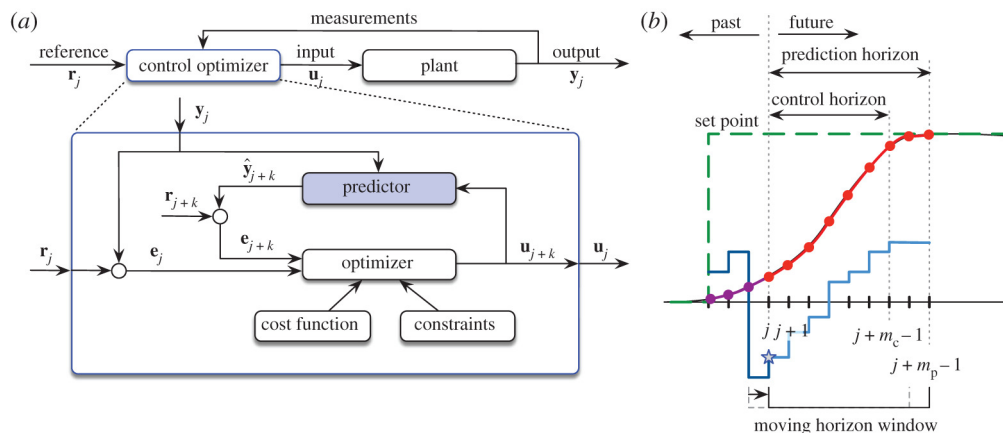 (a)
measurements
reference
r_j
control optimizer
input
u_j
plant
output
y_j
y_j
ŷ_{j+k}
predictor
r_{j+k}
e_{j+k}
r_j
e_j
optimizer
u_{j+k}
u_j
cost function
constraints
(b)
past
future
prediction horizon
control horizon
set point
j j + 1
j + m_c – 1
j + m_p – 1
moving horizon window